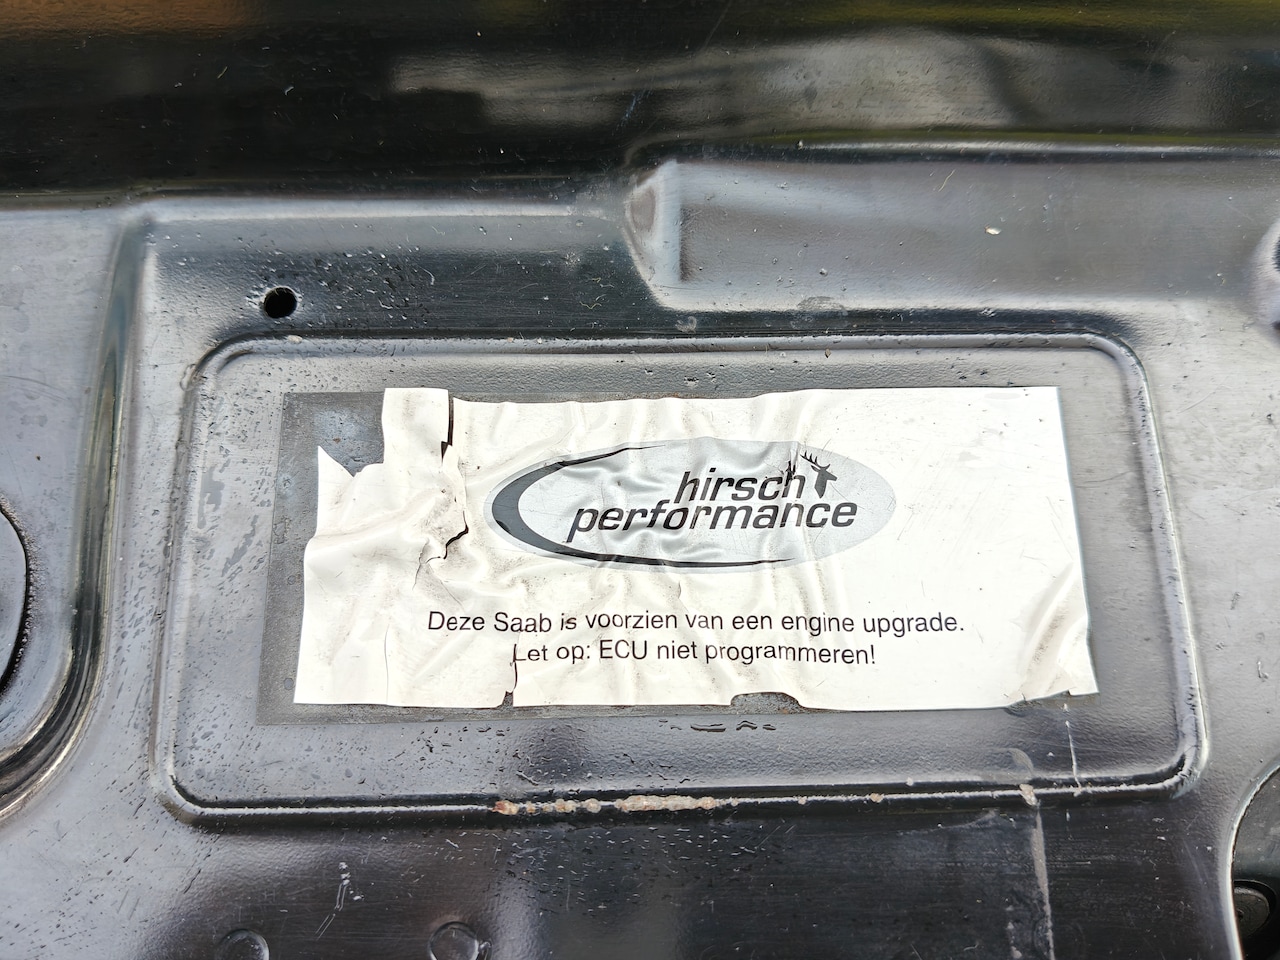 hirsch
performance
Deze Saab is voorzien van een engine upgrade.
Let op: ECU niet programmeren!